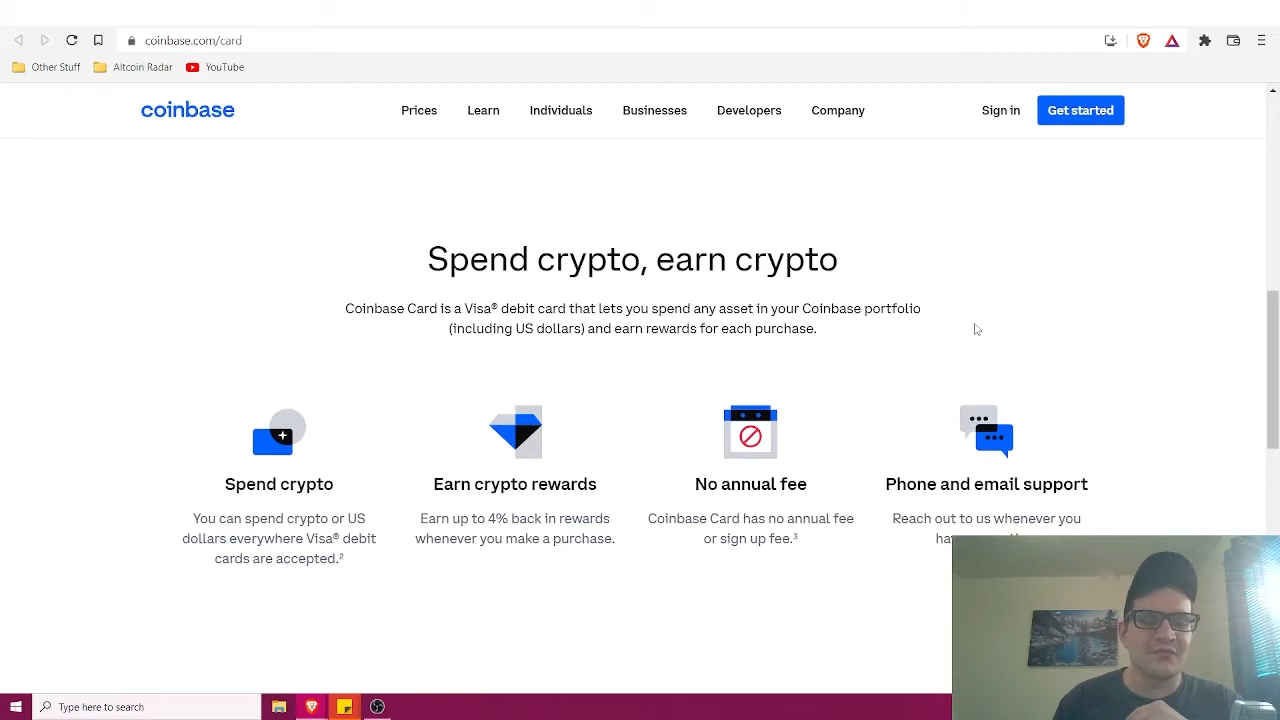 coinbase.com/card
Other Stuff
Altcoin Radar
YouTube
coinbase
Prices
Learn
Individuals
Businesses
Developers
Company
Sign in
Get started
Spend crypto, earn crypto
Coinbase Card is a Visa® debit card that lets you spend any asset in your Coinbase portfolio
(including US dollars) and earn rewards for each purchase.
Spend crypto
You can spend crypto or US
dollars everywhere Visa® debit
cards are accepted.²
Earn crypto rewards
Earn up to 4% back in rewards
whenever you make a purchase.
No annual fee
Coinbase Card has no annual fee
or sign up fee.³
Phone and email support
Reach out to us whenever you
Type here to search